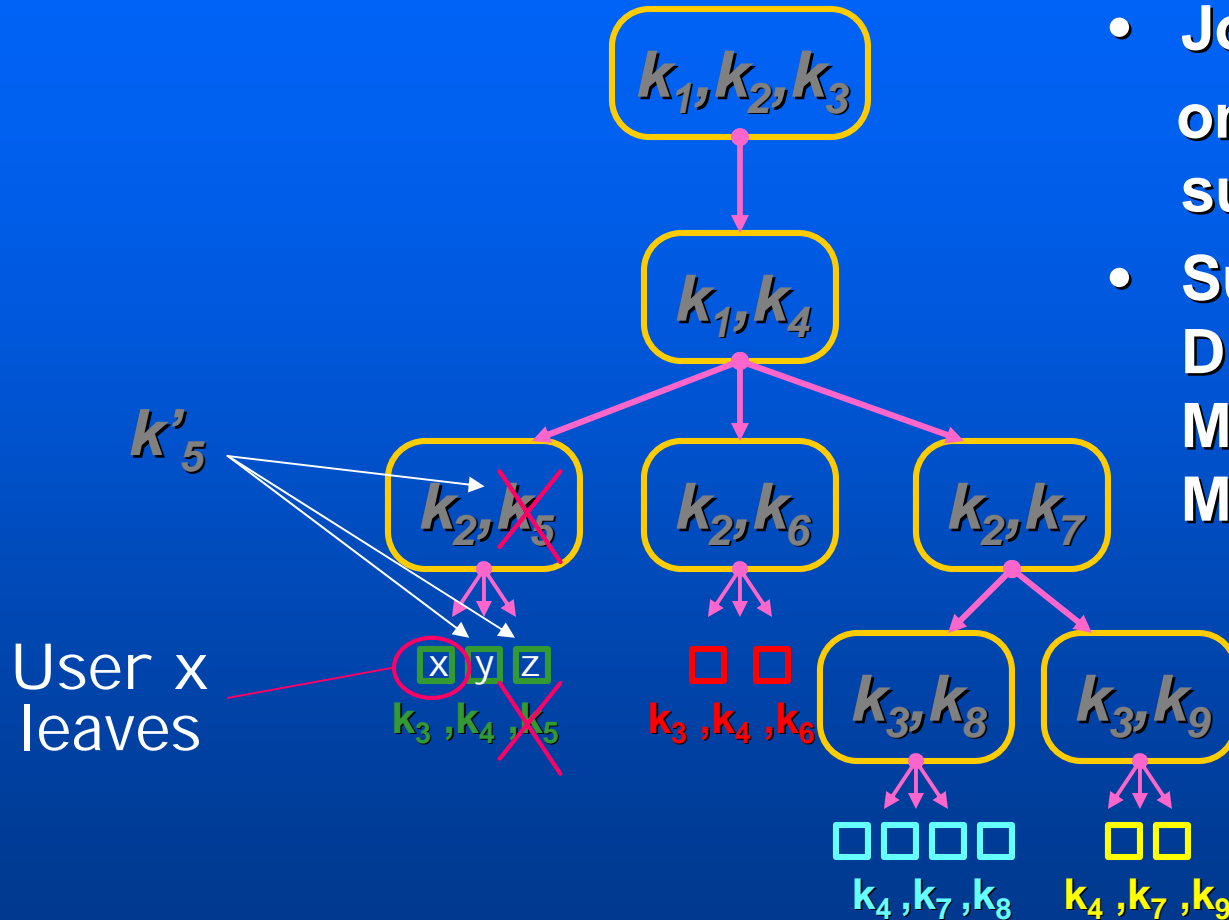 k1,k2,k3
k1,k4
k’5
k2,k5
k2,k6
k2,k7
User x
leaves
x y z
k3 ,k4 ,k5
k3 ,k4 ,k6
k3,k8
k3,k9
k4 ,k7 ,k8
k4 ,k7 ,k9
•
•